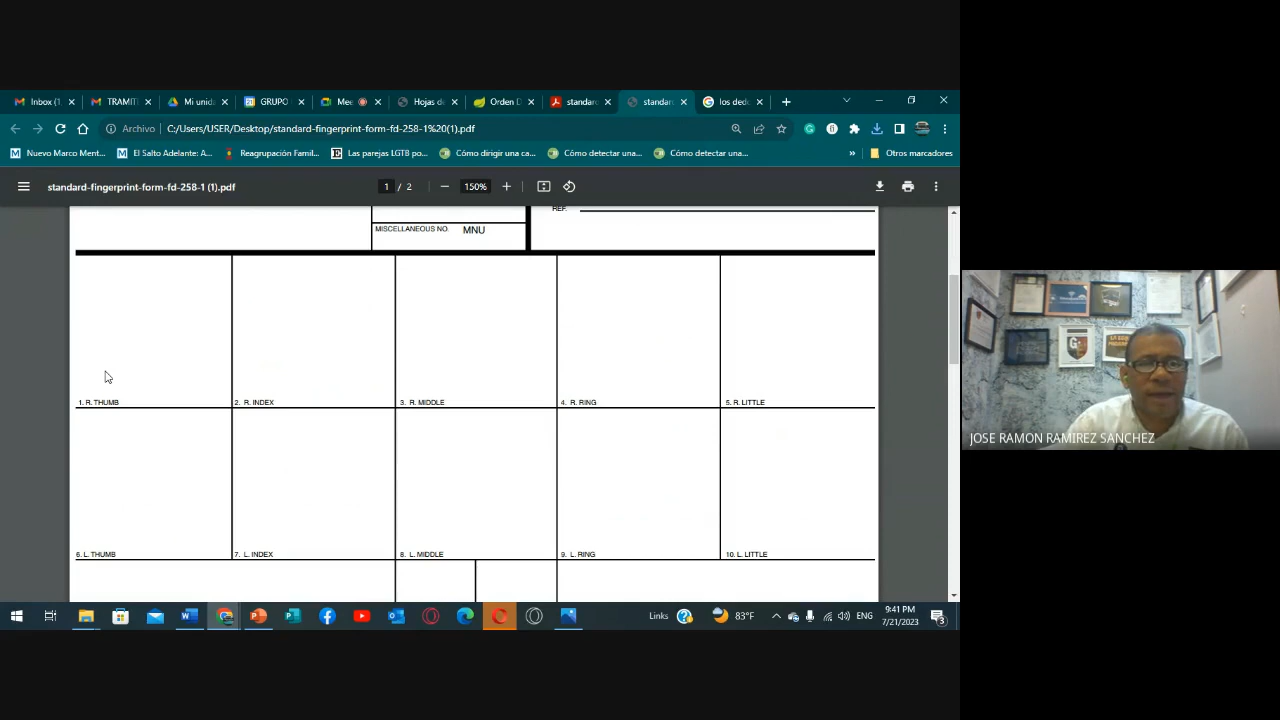 Inbox (1
TRAMIT
Mi unid
GRUPO
Mee
Hojas de
Orden D
standar
standar
los ded
Archivo
C:/Users/USER/Desktop/standard-fingerprint-form-fd-258-1%20(1).pdf
Nuevo Marco Ment...
El Salto Adelante: A...
Reagrupación Famil...
Las parejas LGTB po...
Cómo dirigir una ca...
Cómo detectar una...
Cómo detectar una...
Otros marcadores
standard-fingerprint-form-fd-258-1 (1).pdf
1 / 2
150%
REF.
MISCELLANEOUS NO. MNU
1. R. THUMB
2. R. INDEX
3. R. MIDDLE
4. R. RING
5. R. LITTLE
JOSE RAMON RAMIREZ SANCHEZ
6. L. THUMB
7. L. INDEX
8. L. MIDDLE
9. L. RING
10. L. LITTLE
Links
83°F
ENG
9:41 PM
7/21/2023
3